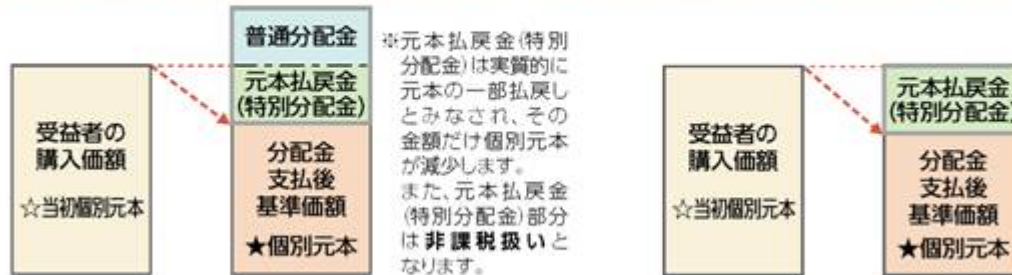 受益者の
購入価額
☆当初個別元本
普通分配金
元本払戻金
(特別分配金)
分配金
支払後
基準価額
★個別元本
※元本払戻金(特別
分配金)は実質的に
元本の一部払戻し
とみなされ、その
金額だけ個別元本
が減少します。
また、元本払戻金
(特別分配金)部分
は非課税扱いと
なります。
受益者の
購入価額
☆当初個別元本
元本払戻金
(特別分配金)
分配金
支払後
基準価額
★個別元本